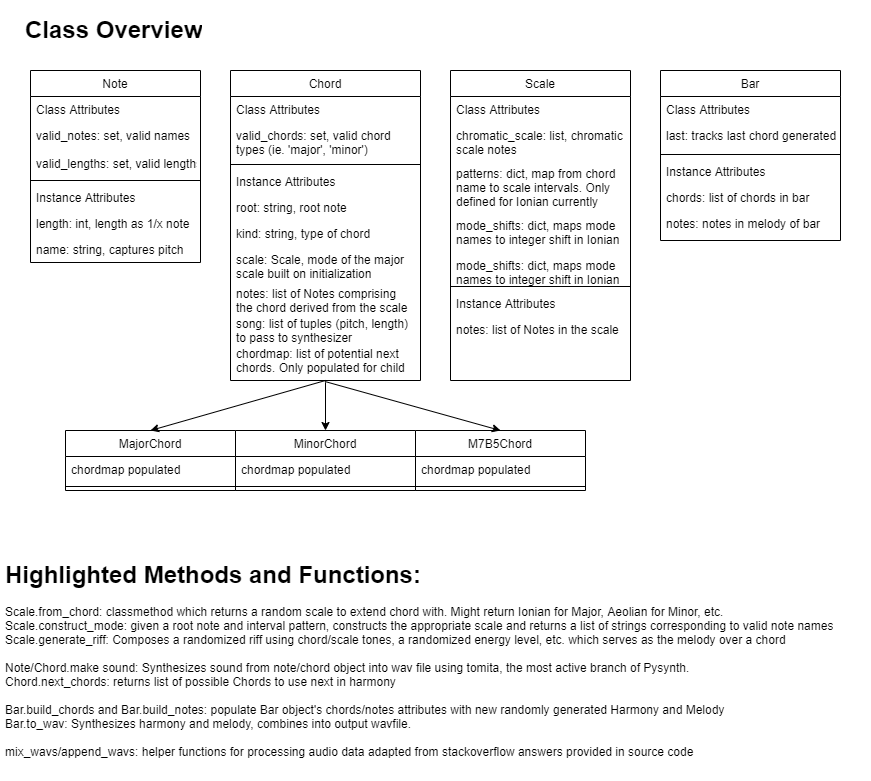 Class Overview
Note
Class Attributes
valid_notes: set, valid names
valid_lengths: set, valid length
Instance Attributes
length: int, length as 1/x note
name: string, captures pitch
Chord
Class Attributes
valid_chords: set, valid chord
types (ie. 'major', 'minor')
Instance Attributes
root: string, root note
kind: string, type of chord
scale: Scale, mode of the major
scale built on initialization
notes: list of Notes comprising
the chord derived from the scale
song: list of tuples (pitch, length)
to pass to synthesizer
chordmap: list of potential next
chords. Only populated for child
Scale
Class Attributes
chromatic_scale: list, chromatic
scale notes
patterns: dict, map from chord
name to scale intervals. Only
defined for Ionian currently
mode_shifts: dict, maps mode
names to integer shift in Ionian
mode_shifts: dict, maps mode
names to integer shift in Ionian
Instance Attributes
notes: list of Notes in the scale
Bar
Class Attributes
last: tracks last chord generated
Instance Attributes
chords: list of chords in bar
notes: notes in melody of bar
MajorChord
chordmap populated
MinorChord
chordmap populated
M7B5Chord
chordmap populated
Highlighted Methods and Functions:
Scale.from_chord: classmethod which returns a random scale to extend chord with. Might return Ionian for Major, Aeolian for Minor, etc.
Scale.construct_mode: given a root note and interval pattern, constructs the appropriate scale and returns a list of strings corresponding to valid note names
Scale.generate_riff: Composes a randomized riff using chord/scale tones, a randomized energy level, etc. which serves as the melody over a chord
Note/Chord.make sound: Synthesizes sound from note/chord object into wav file using tomita, the most active branch of Pysynth.
Chord.next_chords: returns list of possible Chords to use next in harmony
Bar.build_chords and Bar.build_notes: populate Bar object's chords/notes attributes with new randomly generated Harmony and Melody
Bar.to_wav: Synthesizes harmony and melody, combines into output wavfile.
mix_wavs/append_wavs: helper functions for processing audio data adapted from stackoverflow answers provided in source code